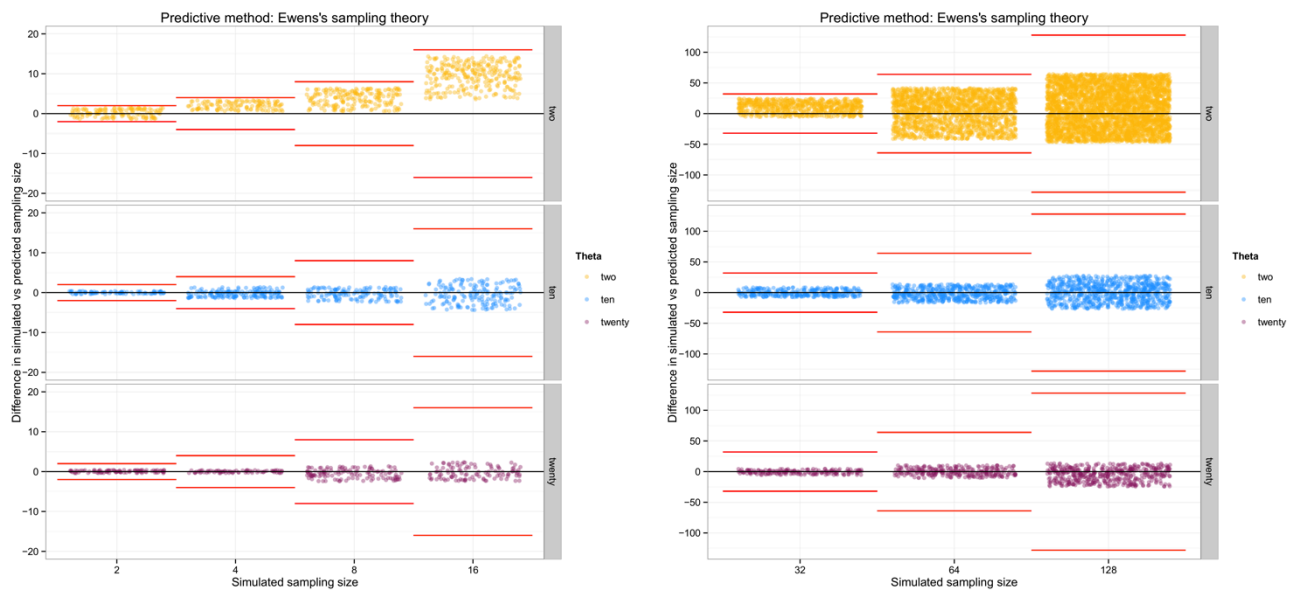 Predictive method: Ewens's sampling theory
Difference in simulated vs predicted sampling size
20
10
0
−10
−20
two
20
10
0
−10
−20
ten
20
10
0
−10
−20
twenty
2
4
8
16
Simulated sampling size
Theta
two
ten
twenty
Predictive method: Ewens's sampling theory
Difference in simulated vs predicted sampling size
100
50
0
−50
−100
two
100
50
0
−50
−100
ten
100
50
0
−50
−100
twenty
32
64
128
Simulated sampling size
Theta
two
ten
twenty